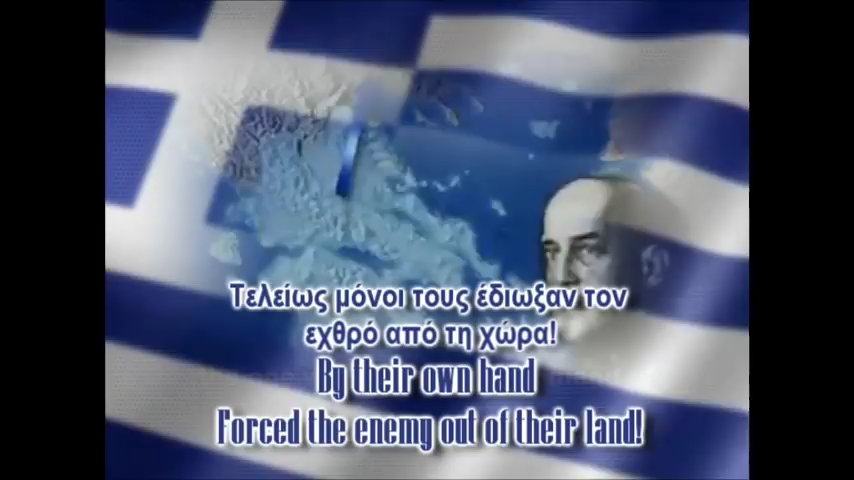 Τελείως μόνοι τους έδιωξαν τον
εχθρό από τη χώρα!
By their own hand
Forced the enemy out of their land!